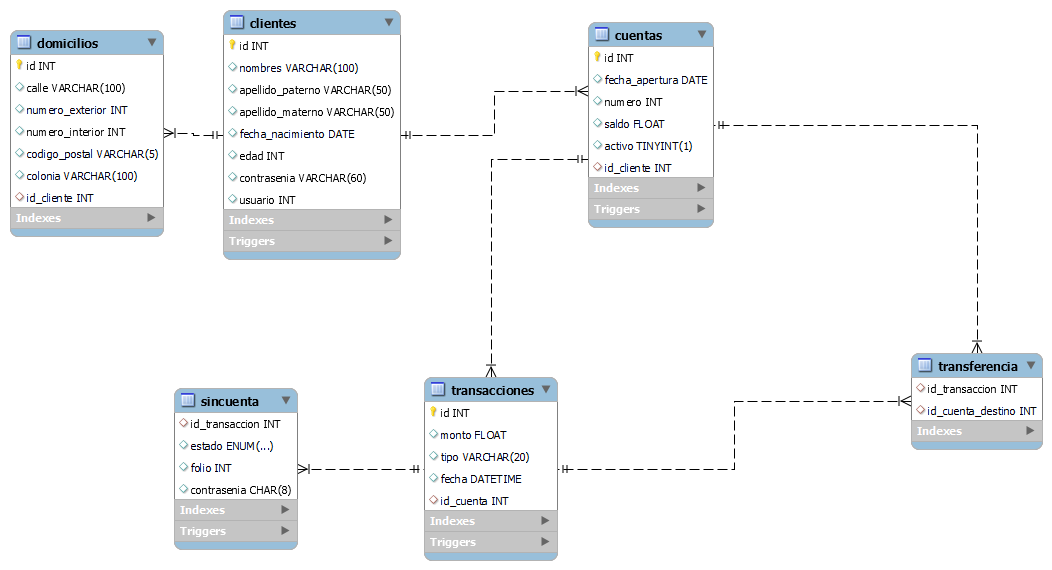 domicilios
id INT
calle VARCHAR(100)
numero_exterior INT
numero_interior INT
codigo_postal VARCHAR(5)
colonia VARCHAR(100)
id_cliente INT
Indexes
clientes
id INT
nombres VARCHAR(100)
apellido_paterno VARCHAR(50)
apellido_materno VARCHAR(50)
fecha_nacimiento DATE
edad INT
contrasenia VARCHAR(60)
usuario INT
Indexes
Triggers
cuentas
id INT
fecha_apertura DATE
numero INT
saldo FLOAT
activo TINYINT(1)
id_cliente INT
Indexes
Triggers
sincuenta
id_transaccion INT
estado ENUM(...)
folio INT
contrasenia CHAR(8)
Indexes
Triggers
transacciones
id INT
monto FLOAT
tipo VARCHAR(20)
fecha DATETIME
id_cuenta INT
Indexes
Triggers
transferencia
id_transaccion INT
id_cuenta_destino INT
Indexes